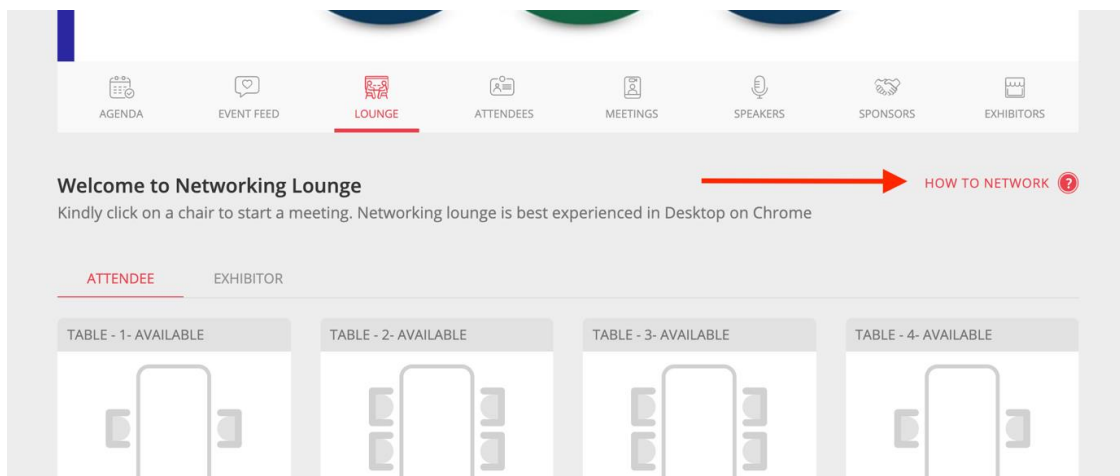 AGENDA
EVENT FEED
LOUNGE
ATTENDEES
MEETINGS
SPEAKERS
SPONSORS
EXHIBITORS
Welcome to Networking Lounge
HOW TO NETWORK ?
Kindly click on a chair to start a meeting. Networking lounge is best experienced in Desktop on Chrome
ATTENDEE
EXHIBITOR
TABLE - 1- AVAILABLE
TABLE - 2- AVAILABLE
TABLE - 3- AVAILABLE
TABLE - 4- AVAILABLE